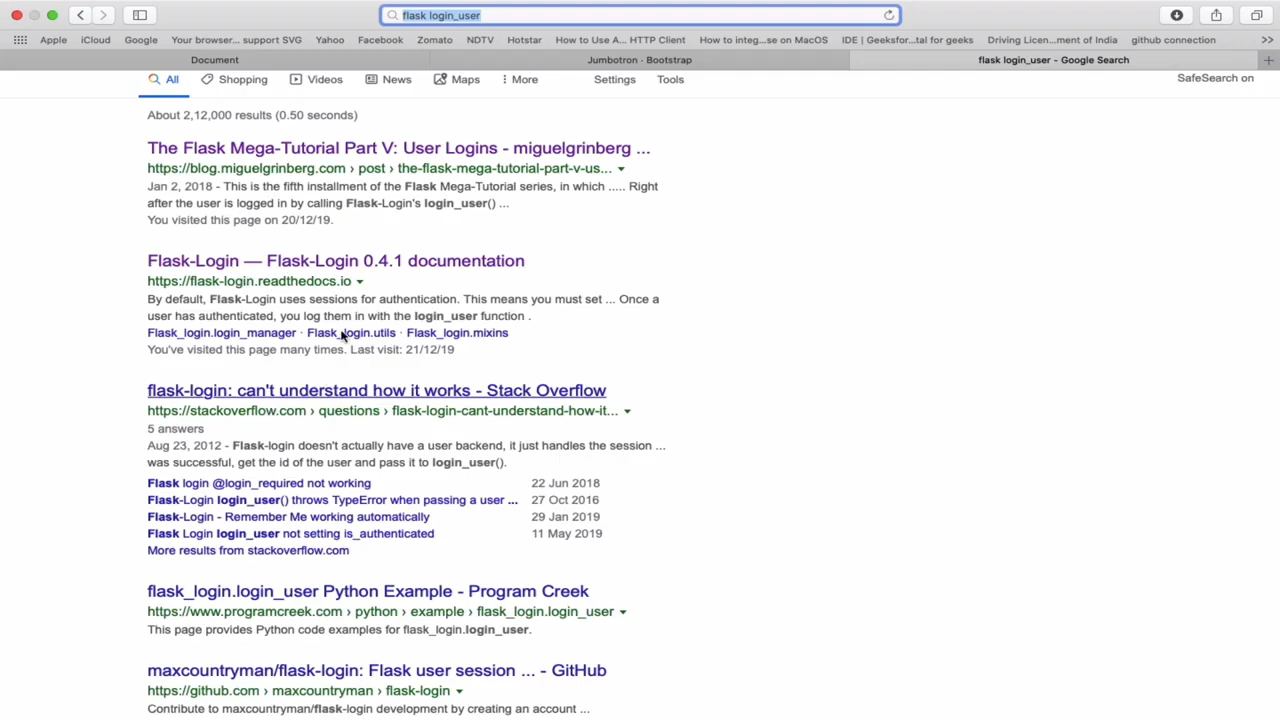 flask login_user
Apple iCloud Google Your browser... support SVG Yahoo Facebook Zomato NDTV Hotstar How to Use A... HTTP Client How to integ...se on MacOS IDE | Geeksfor...tal for geeks Driving Licen...ment of India github connection >>
Document Jumbotron · Bootstrap flask login_user - Google Search +
All Shopping Videos News Maps More Settings Tools SafeSearch on
About 2,12,000 results (0.50 seconds)
The Flask Mega-Tutorial Part V: User Logins - miguelgrinberg ...
https://blog.miguelgrinberg.com › post › the-flask-mega-tutorial-part-v-us...
Jan 2, 2018 - This is the fifth installment of the Flask Mega-Tutorial series, in which ..... Right
after the user is logged in by calling Flask-Login's login_user() ...
You visited this page on 20/12/19.
Flask-Login — Flask-Login 0.4.1 documentation
https://flask-login.readthedocs.io
By default, Flask-Login uses sessions for authentication. This means you must set ... Once a
user has authenticated, you log them in with the login_user function .
Flask_login.login_manager · Flask_login.utils · Flask_login.mixins
You've visited this page many times. Last visit: 21/12/19
flask-login: can't understand how it works - Stack Overflow
https://stackoverflow.com › questions › flask-login-cant-understand-how-it...
5 answers
Aug 23, 2012 - Flask-login doesn't actually have a user backend, it just handles the session ...
was successful, get the id of the user and pass it to login_user().
Flask login @login_required not working 22 Jun 2018
Flask-Login login_user() throws TypeError when passing a user ... 27 Oct 2016
Flask-Login - Remember Me working automatically 29 Jan 2019
Flask Login login_user not setting is_authenticated 11 May 2019
More results from stackoverflow.com
flask_login.login_user Python Example - Program Creek
https://www.programcreek.com › python › example › flask_login.login_user
This page provides Python code examples for flask_login.login_user.
maxcountryman/flask-login: Flask user session ... - GitHub
https://github.com › maxcountryman › flask-login
Contribute to maxcountryman/flask-login development by creating an account ...